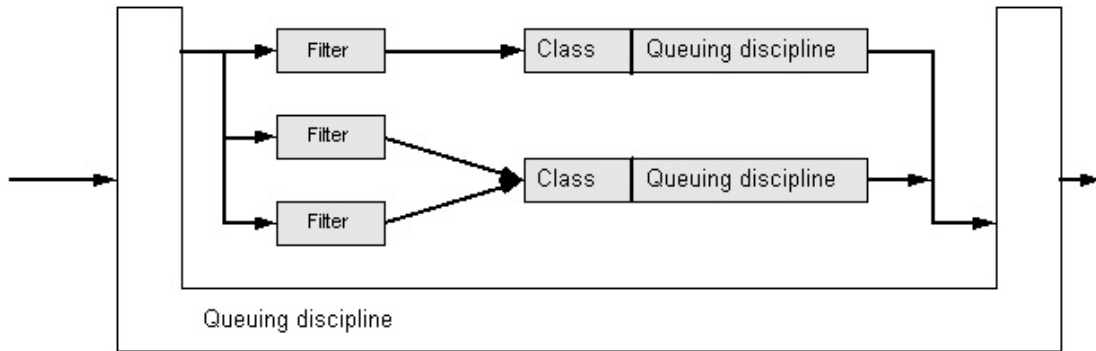 Filter
Class Queuing discipline
Filter
Class Queuing discipline
Filter
Queuing discipline